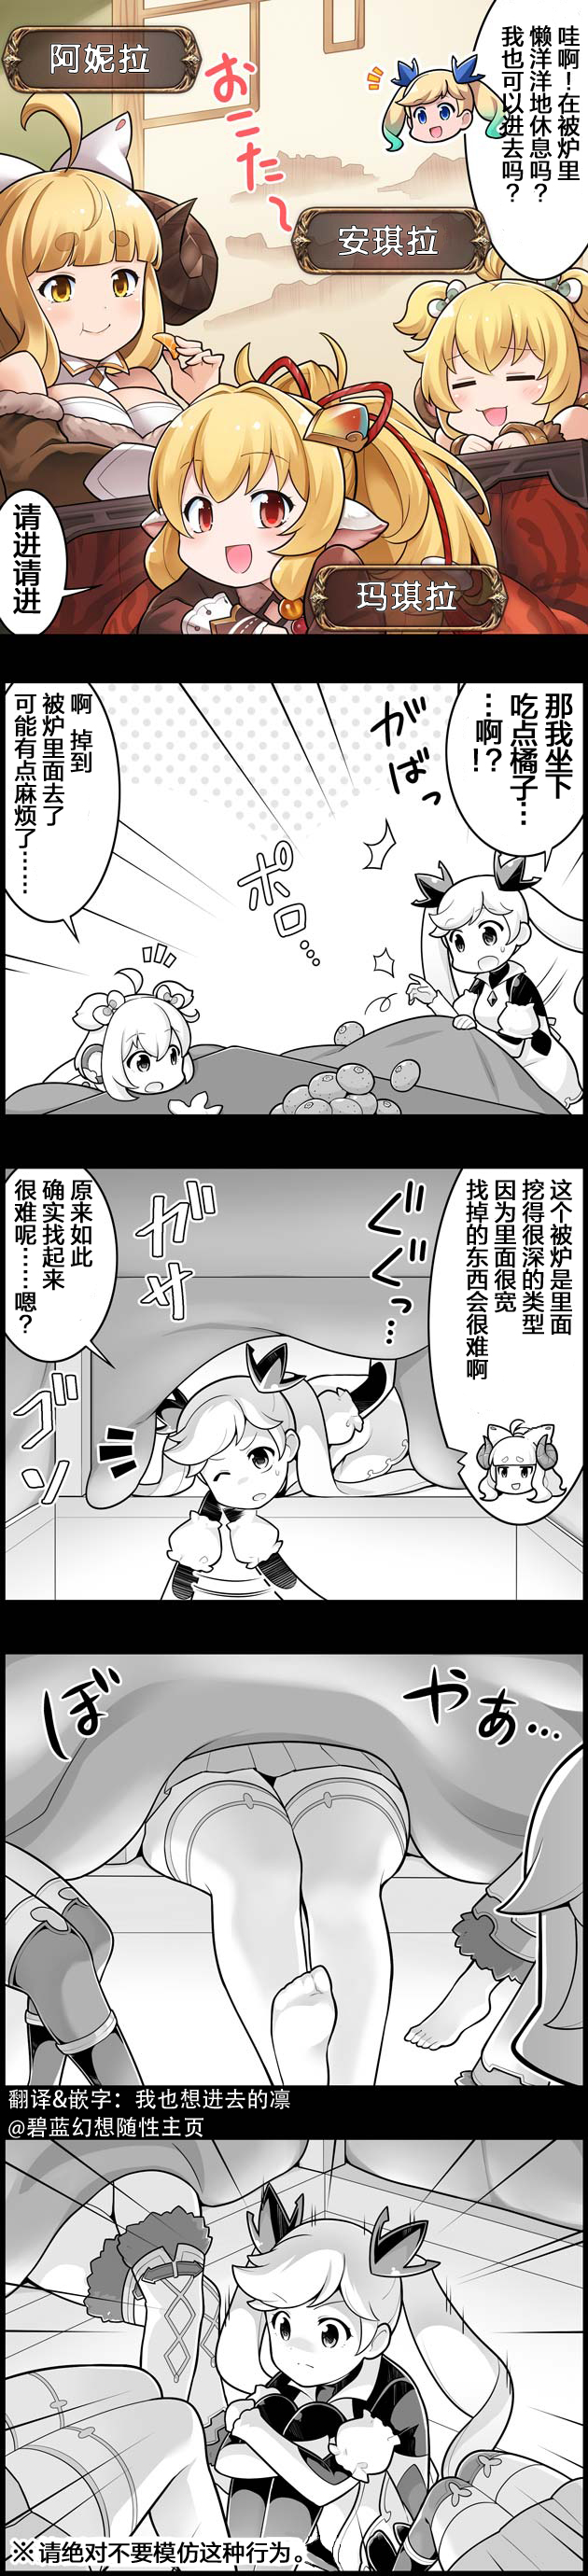 哇啊！在被炉里
懒洋洋地休息吗？
我也可以进去吗？
阿妮拉
おこた〜
安琪拉
玛琪拉
请进请进
那我坐下
吃点橘子…
…啊！？
がばっ
ポロ…
啊 掉到
被炉里面去了
可能有点麻烦了……
这个被炉是里面
挖得很深的类型
因为里面很宽
找掉的东西会很难啊
ぐぐっ…
ガサ
ゴソ
原来如此
确实找起来
很难呢……嗯？
やぁ…
ぼ
翻译&嵌字：我也想进去的凛
@碧蓝幻想随性主页
※请绝对不要模仿这种行为。